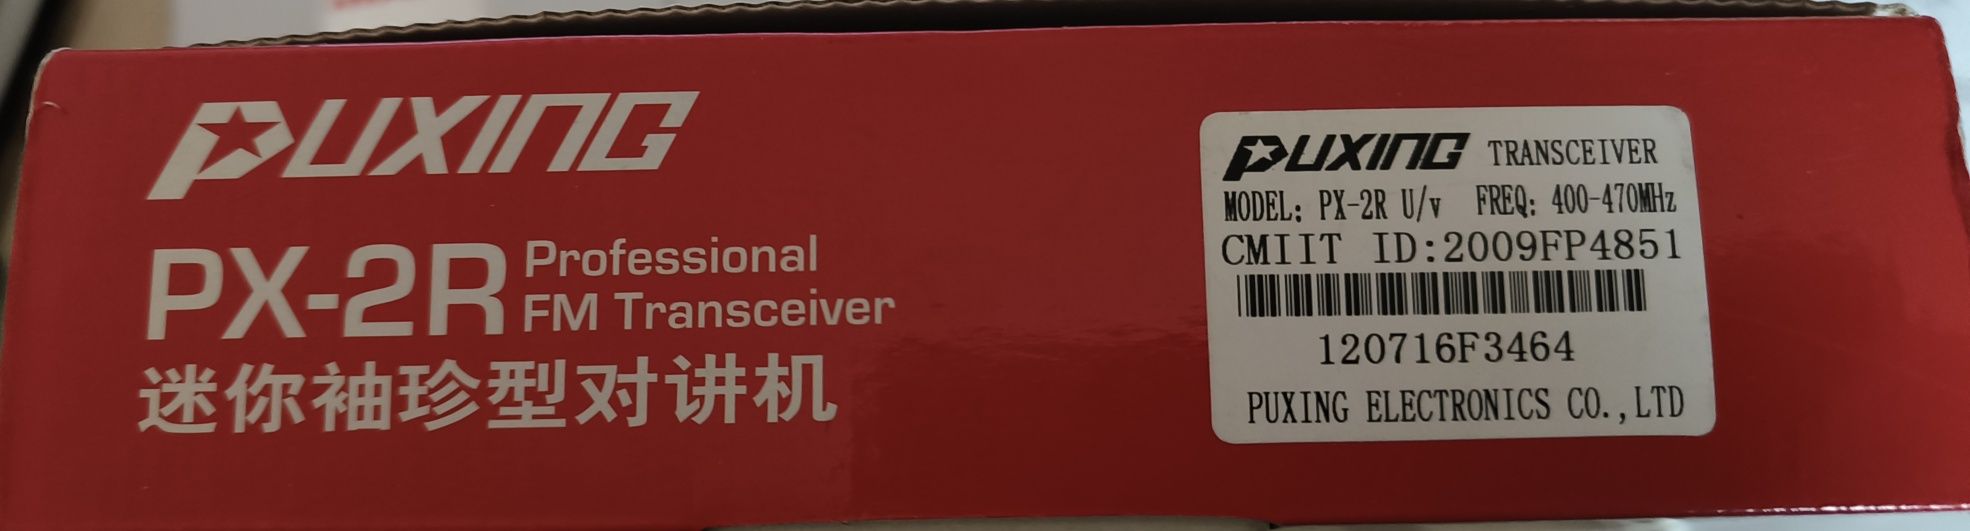 PUXING
PX-2R Professional
FM Transceiver
迷你袖珍型对讲机
PUXING TRANSCEIVER
MODEL: PX-2R U/v FREQ: 400-470MHz
CMIIT ID:2009FP4851
120716F3464
PUXING ELECTRONICS CO.,LTD